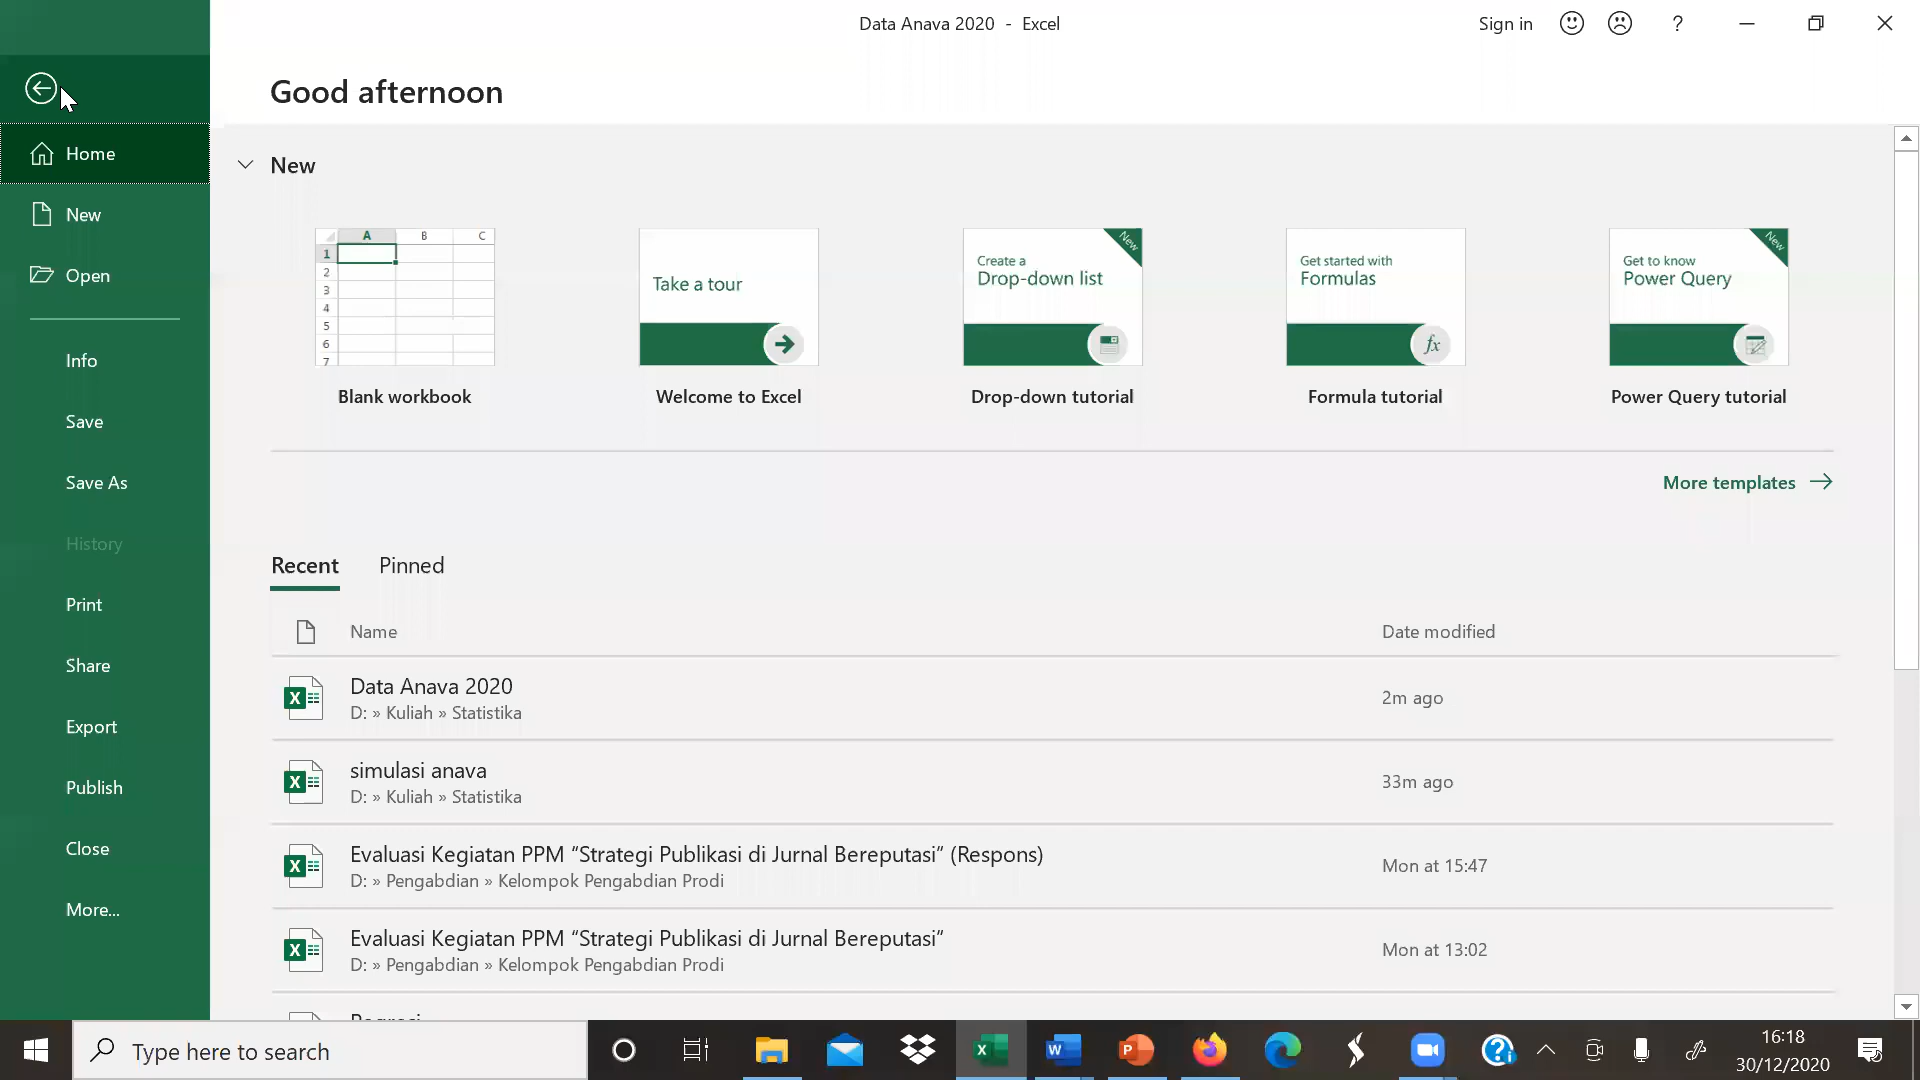 Data Anava 2020 - Excel
Sign in
?
Good afternoon
Home
New
Open
Info
Save
Save As
History
Print
Share
Export
Publish
Close
More...
New
A B C
1
2
3
4
5
6
7
Blank workbook
Take a tour
Welcome to Excel
New
Create a
Drop-down list
Drop-down tutorial
Get started with
Formulas
fx
Formula tutorial
New
Get to know
Power Query
Power Query tutorial
More templates
Recent Pinned
Name Date modified
Data Anava 2020
D: » Kuliah » Statistika
2m ago
simulasi anava
D: » Kuliah » Statistika
33m ago
Evaluasi Kegiatan PPM “Strategi Publikasi di Jurnal Bereputasi” (Respons)
D: » Pengabdian » Kelompok Pengabdian Prodi
Mon at 15:47
Evaluasi Kegiatan PPM “Strategi Publikasi di Jurnal Bereputasi”
D: » Pengabdian » Kelompok Pengabdian Prodi
Mon at 13:02
Type here to search
16:18
30/12/2020